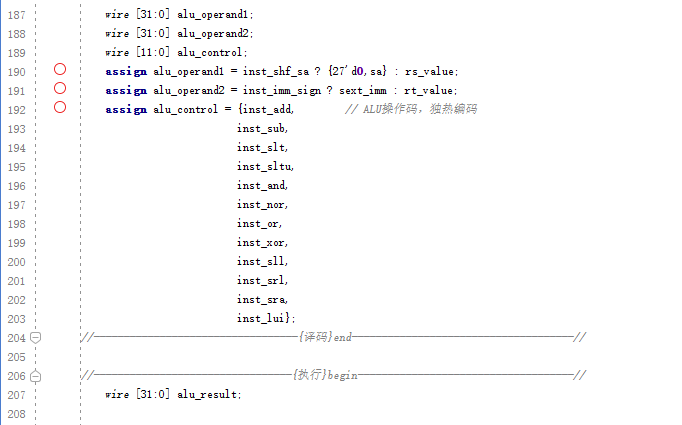 187 wire [31:0] alu_operand1;
188 wire [31:0] alu_operand2;
189 wire [11:0] alu_control;
190 assign alu_operand1 = inst_shf_sa ? {27'd0,sa} : rs_value;
191 assign alu_operand2 = inst_imm_sign ? sext_imm : rt_value;
192 assign alu_control = {inst_add, // ALU操作码，独热编码
193 inst_sub,
194 inst_slt,
195 inst_sltu,
196 inst_and,
197 inst_nor,
198 inst_or,
199 inst_xor,
200 inst_sll,
201 inst_srl,
202 inst_sra,
203 inst_lui};
204 //——————————————————{译码}end——————————————————//
205
206 //——————————————————{执行}begin——————————————————//
207 wire [31:0] alu_result;
208